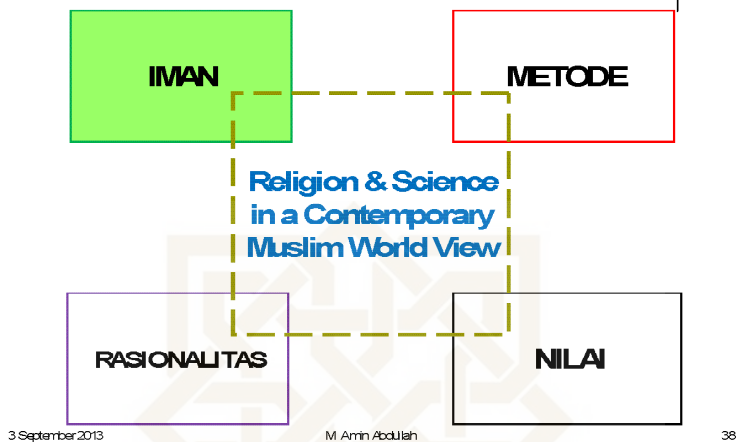 IMAN
METODE
Religion & Science
in a Contemporary
Muslim World View
RASIONALITAS
NILAI
3 September 2013
M. Amin Abdullah
38